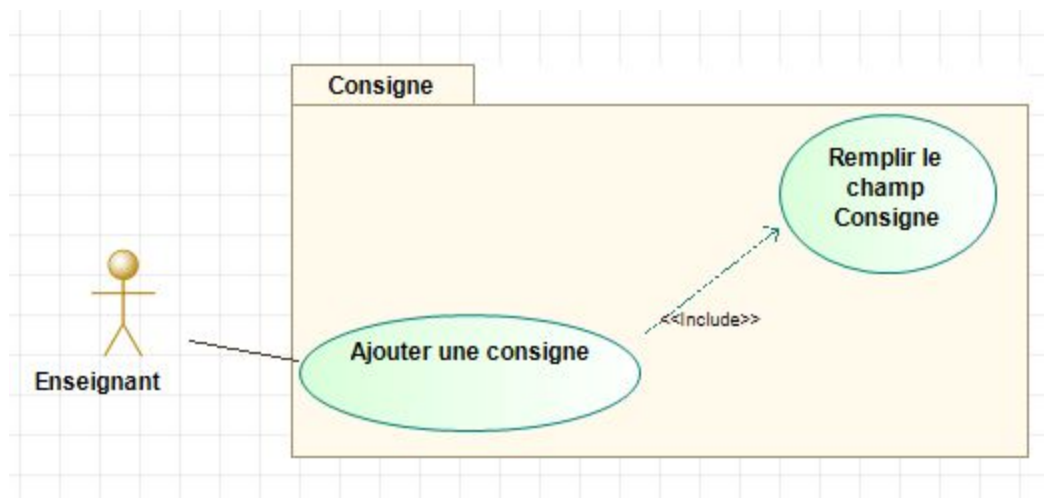 Consigne
Remplir le
champ
Consigne
<<Include>>
Ajouter une consigne
Enseignant